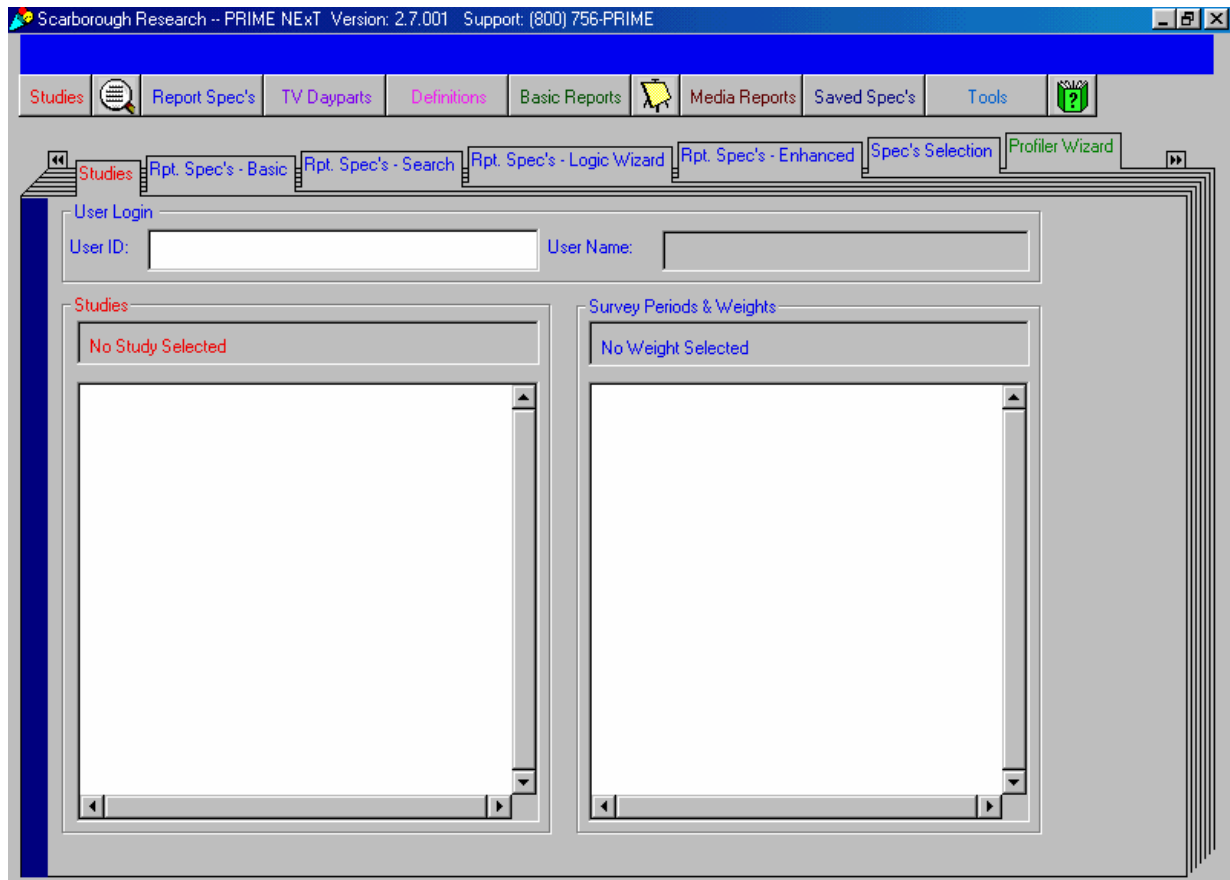 Scarborough Research -- PRIME NExT Version: 2.7.001 Support: (800) 756-PRIME
Studies Report Spec's TV Dayparts Definitions Basic Reports Media Reports Saved Spec's Tools ?
Studies Rpt. Spec's - Basic Rpt. Spec's - Search Rpt. Spec's - Logic Wizard Rpt. Spec's - Enhanced Spec's Selection Profiler Wizard
User Login
User ID: User Name:
Studies Survey Periods & Weights
No Study Selected No Weight Selected